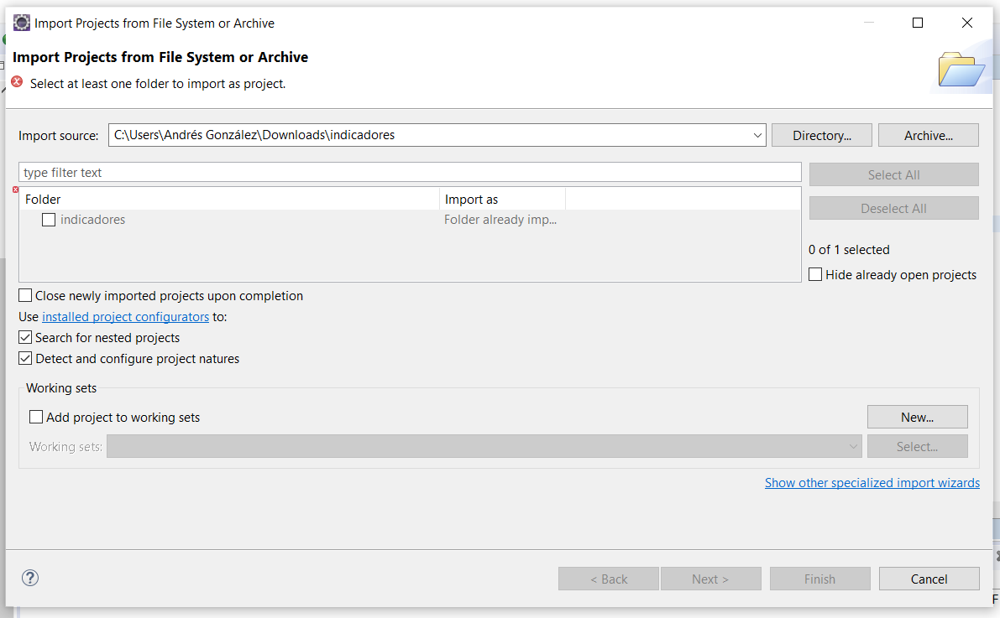 Import Projects from File System or Archive
Import Projects from File System or Archive
Select at least one folder to import as project.
Import source: C:\Users\Andrés González\Downloads\indicadores Directory... Archive...
type filter text Select All
Folder Import as
Deselect All
indicadores Folder already imp...
0 of 1 selected
Hide already open projects
Close newly imported projects upon completion
Use installed project configurators to:
Search for nested projects
Detect and configure project natures
Working sets
Add project to working sets New...
Working sets: Select...
Show other specialized import wizards
? < Back Next > Finish Cancel
F